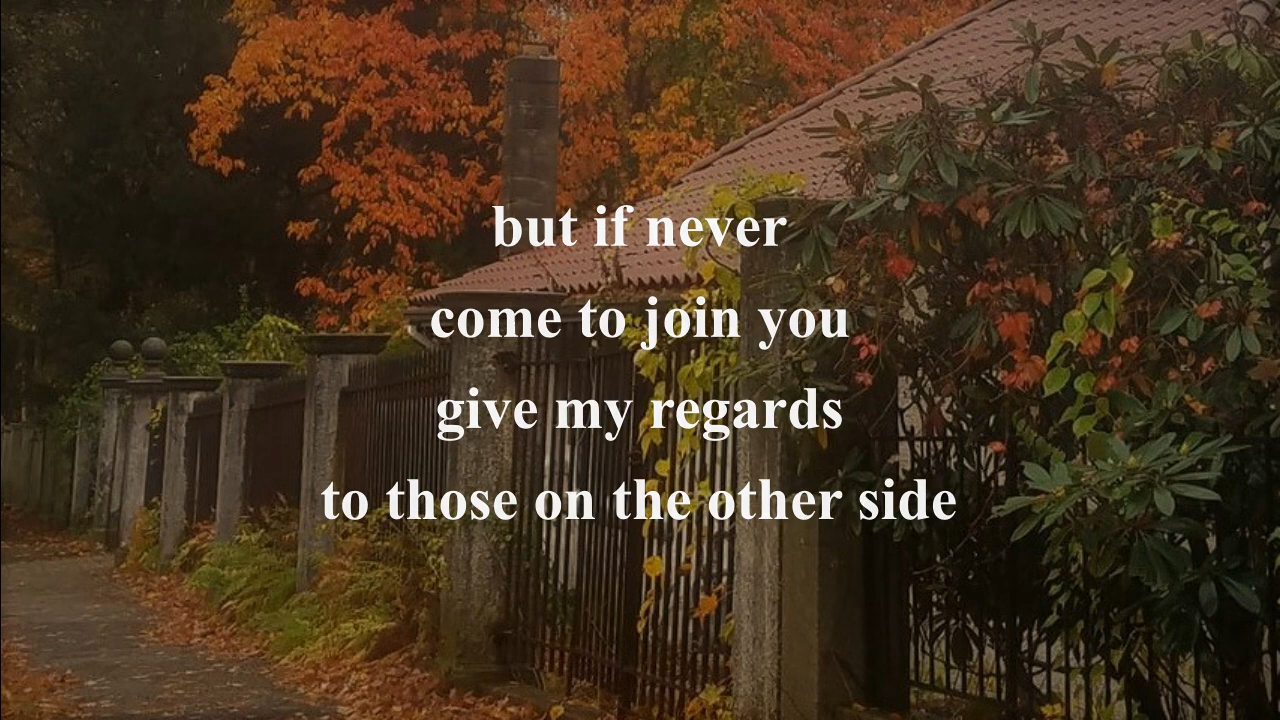 but if never
come to join you
give my regards
to those on the other side